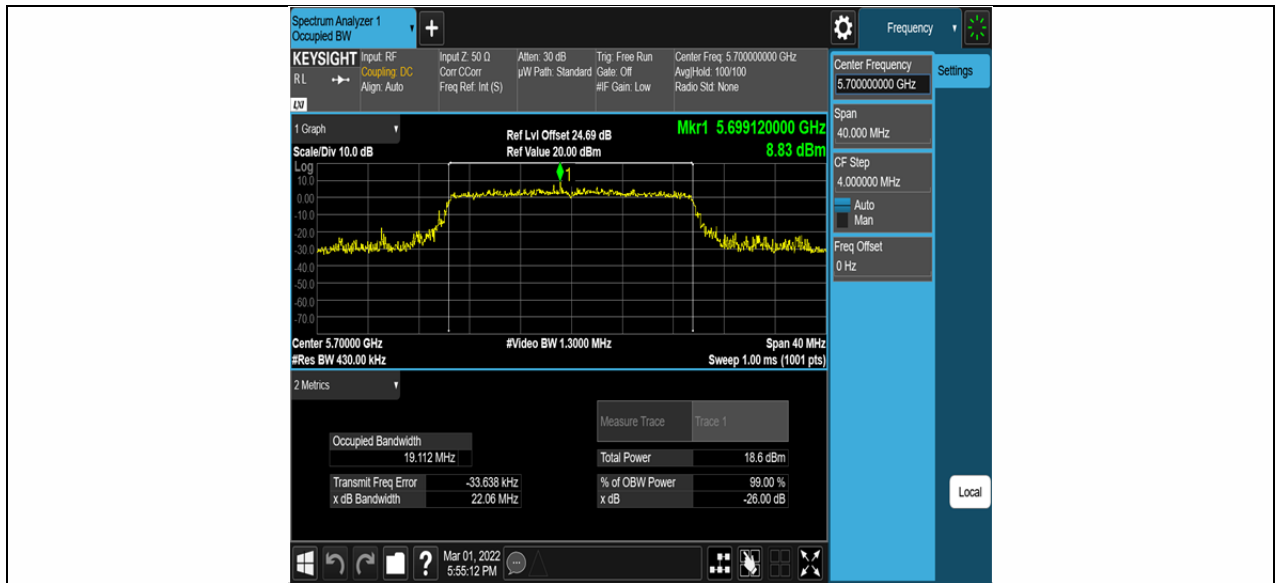 Spectrum Analyzer 1
Occupied BW
+
Frequency
KEYSIGHT
RL
LXI
Input: RF
Coupling: DC
Align: Auto
Input Z: 50 Ω
Corr CCorr
Freq Ref: Int (S)
Atten: 30 dB
µW Path: Standard
Trig: Free Run
Gate: Off
#IF Gain: Low
Center Freq: 5.700000000 GHz
Avg|Hold: 100/100
Radio Std: None
Center Frequency
5.700000000 GHz
Settings
Span
40.000 MHz
CF Step
4.000000 MHz
Auto
Man
Freq Offset
0 Hz
Local
1 Graph
Ref Lvl Offset 24.69 dB
Mkr1 5.699120000 GHz
Scale/Div 10.0 dB
Ref Value 20.00 dBm
8.83 dBm
Log
1
10.0
0.00
-10.0
-20.0
-30.0
-40.0
-50.0
-60.0
-70.0
Center 5.70000 GHz
#Video BW 1.3000 MHz
Span 40 MHz
#Res BW 430.00 kHz
Sweep 1.00 ms (1001 pts)
2 Metrics
Measure Trace Trace 1
Occupied Bandwidth
19.112 MHz
Total Power 18.6 dBm
Transmit Freq Error -33.638 kHz
% of OBW Power 99.00 %
x dB Bandwidth 22.06 MHz
x dB -26.00 dB
?
Mar 01, 2022
5:55:12 PM